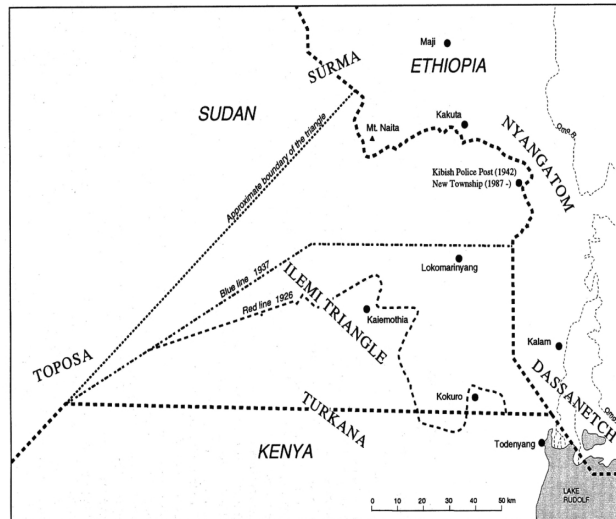 Maji
SURMA
ETHIOPIA
SUDAN
Kakuta
Mt. Naita
NYANGATOM
Omo R.
Approximate boundary of the triangle
Kibish Police Post (1942)
New Township (1987 -)
Blue line 1937
Lokomarinyang
ILEMI TRIANGLE
Red line 1926
Kaiemothia
Kalam
TOPOSA
DASSANETCH
Kokuro
TURKANA
KENYA
Todenyang
LAKE
RUDOLF
0 10 20 30 40 50 km